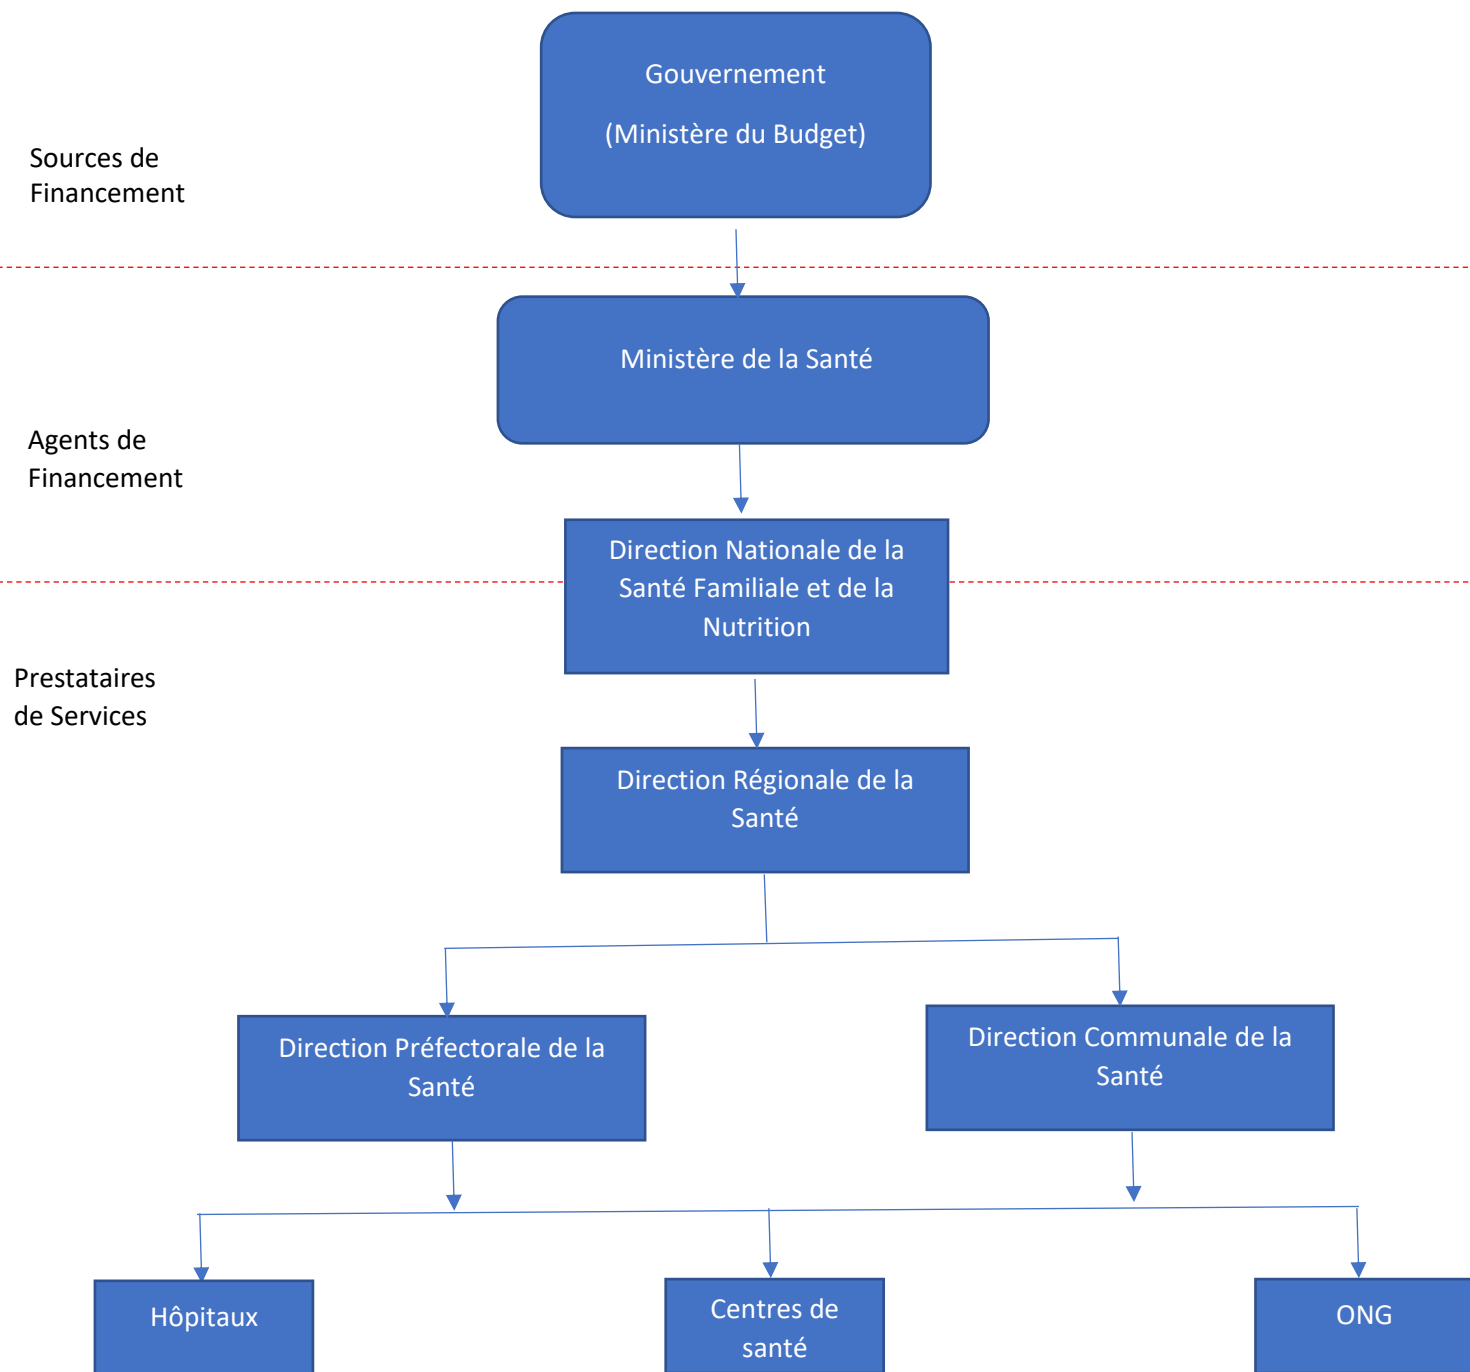 Gouvernement
(Ministère du Budget)
Sources de
Financement
Ministère de la Santé
Agents de
Financement
Direction Nationale de la
Santé Familiale et de la
Nutrition
Prestataires
de Services
Direction Régionale de la
Santé
Direction Préfectorale de la
Santé
Direction Communale de la
Santé
Hôpitaux
Centres de
santé
ONG